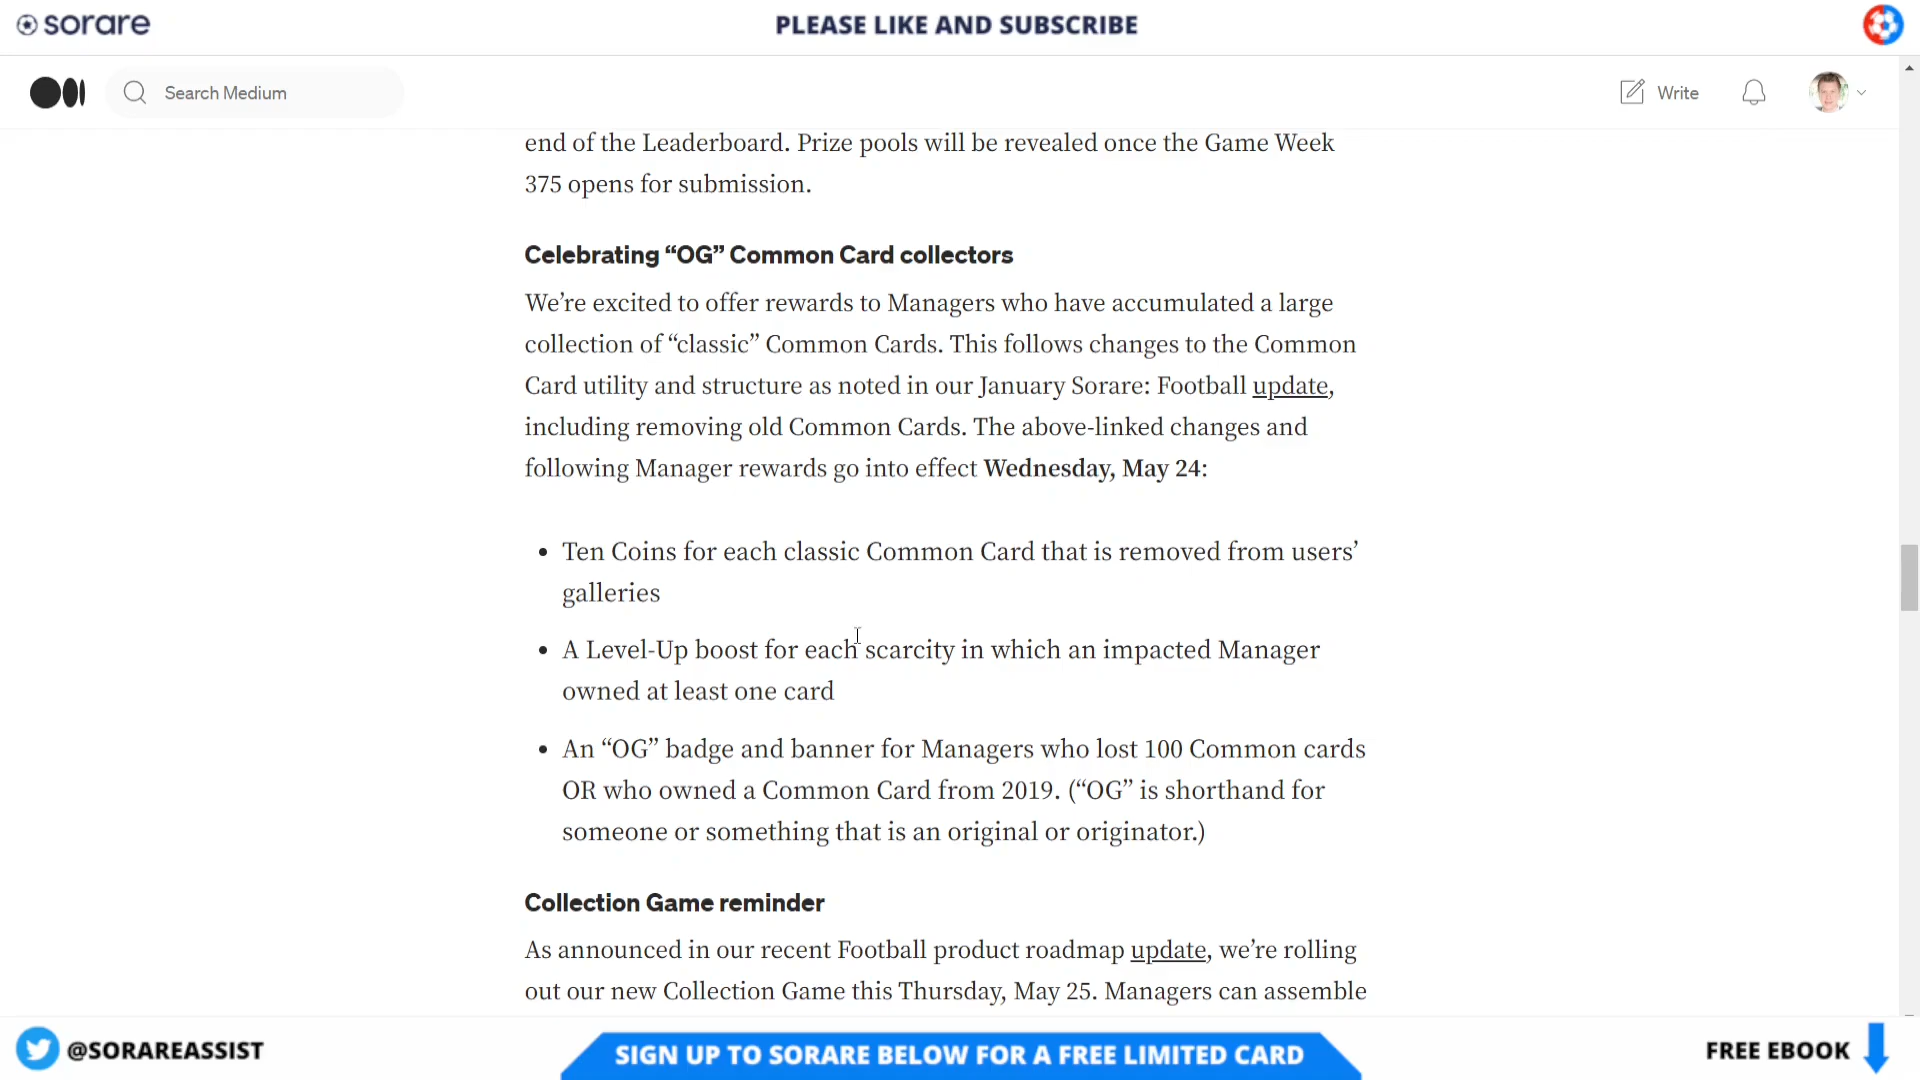 sorare
PLEASE LIKE AND SUBSCRIBE
Search Medium
Write
end of the Leaderboard. Prize pools will be revealed once the Game Week
375 opens for submission.
Celebrating “OG” Common Card collectors
We’re excited to offer rewards to Managers who have accumulated a large
collection of “classic” Common Cards. This follows changes to the Common
Card utility and structure as noted in our January Sorare: Football update,
including removing old Common Cards. The above-linked changes and
following Manager rewards go into effect Wednesday, May 24:
• Ten Coins for each classic Common Card that is removed from users’
galleries
• A Level-Up boost for each scarcity in which an impacted Manager
owned at least one card
• An “OG” badge and banner for Managers who lost 100 Common cards
OR who owned a Common Card from 2019. (“OG” is shorthand for
someone or something that is an original or originator.)
Collection Game reminder
As announced in our recent Football product roadmap update, we’re rolling
out our new Collection Game this Thursday, May 25. Managers can assemble
@SORAREASSIST
SIGN UP TO SORARE BELOW FOR A FREE LIMITED CARD
FREE EBOOK